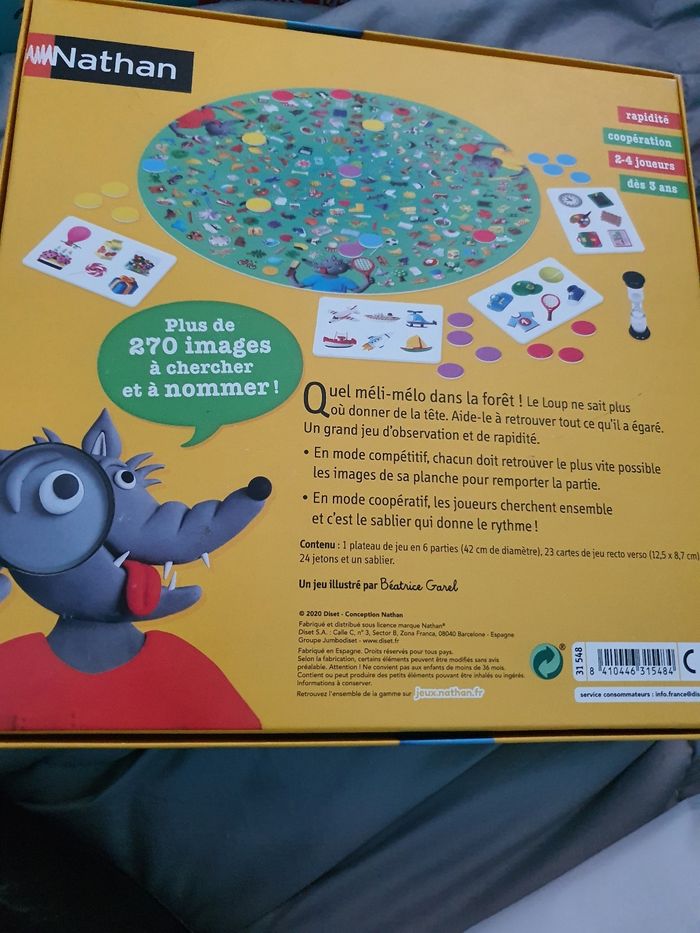 Nathan
rapidité
coopération
2-4 joueurs
dès 3 ans
Plus de
270 images
à chercher
et à nommer !
Quel méli-mélo dans la forêt ! Le Loup ne sait plus
où donner de la tête. Aide-le à retrouver tout ce qu'il a égaré.
Un grand jeu d'observation et de rapidité.
• En mode compétitif, chacun doit retrouver le plus vite possible
les images de sa planche pour remporter la partie.
• En mode coopératif, les joueurs cherchent ensemble
et c'est le sablier qui donne le rythme !
Contenu : 1 plateau de jeu en 6 parties (42 cm de diamètre), 23 cartes de jeu recto verso (12,5 x 8,7 cm)
24 jetons et un sablier.
Un jeu illustré par Béatrice Garel
© 2020 Diset - Conception Nathan
Fabriqué et distribué sous licence marque Nathan®
Diset S.A. : Calle C, n° 3, Sector B, Zona Franca, 08040 Barcelone - Espagne
Groupe Jumbodiset - www.diset.fr
Fabriqué en Espagne. Droits réservés pour tous pays.
Selon la fabrication, certains éléments peuvent être modifiés sans avis
préalable. Attention ! Ne convient pas aux enfants de moins de 36 mois.
Contient ou peut produire des petits éléments pouvant être inhalés ou ingérés.
Informations à conserver.
Retrouvez l'ensemble de la gamme sur jeux.nathan.fr
31 548
8 410446 315484
service consommateurs : info.france@dis